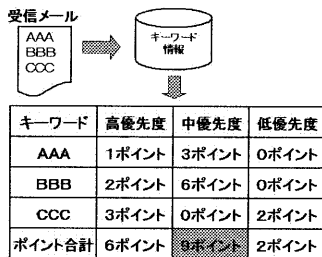 受信メール
AAA
BBB
CCC
キーワード
情報
キーワード 高優先度 中優先度 低優先度
AAA 1ポイント 3ポイント 0ポイント
BBB 2ポイント 6ポイント 0ポイント
CCC 3ポイント 0ポイント 2ポイント
ポイント合計 6ポイント 9ポイント 2ポイント